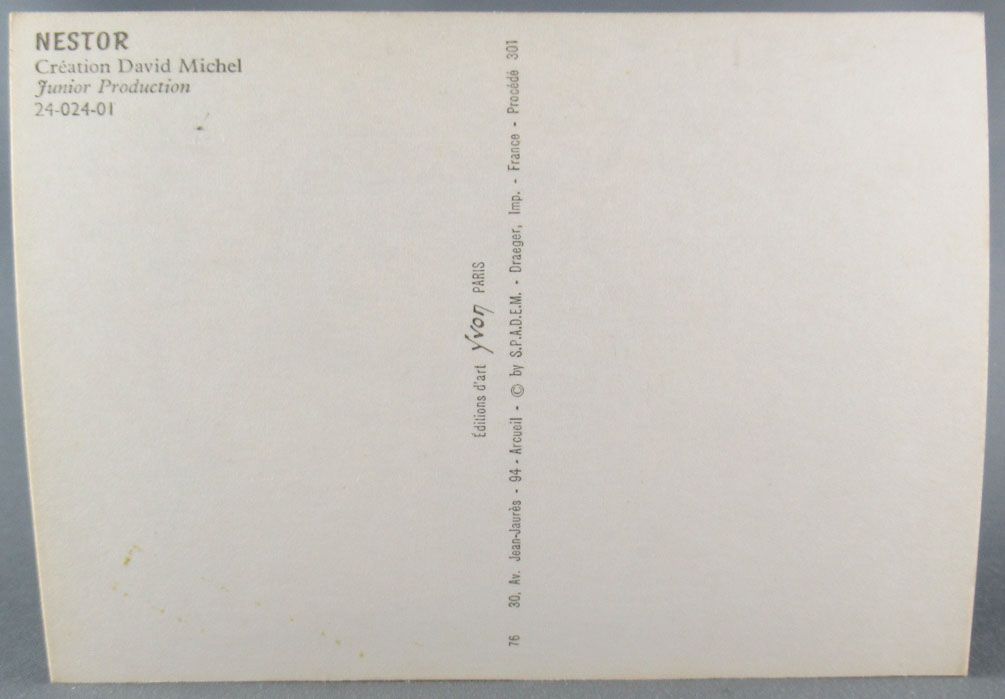 NESTOR
Création David Michel
Junior Production
24-024-01
Éditions d'art yvon PARIS
76 30, Av. Jean-Jaurès - 94 - Arcueil - © by S.P.A.D.E.M. - Draeger, Imp. - France - Procédé 301